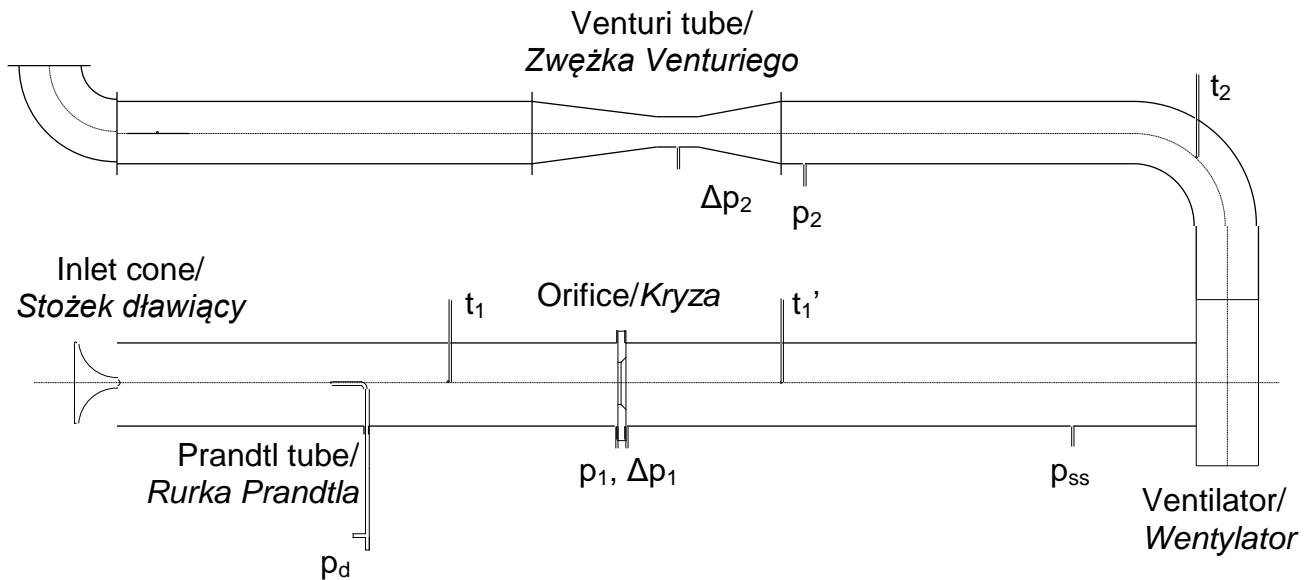 Venturi tube/
Zwężka Venturiego
t₂
Δp₂
p₂
Inlet cone/
Stożek dławiący
t₁
Orifice/Kryza
t₁’
Prandtl tube/
Rurka Prandtla
p₁, Δp₁
pss
Ventilator/
Wentylator
pd